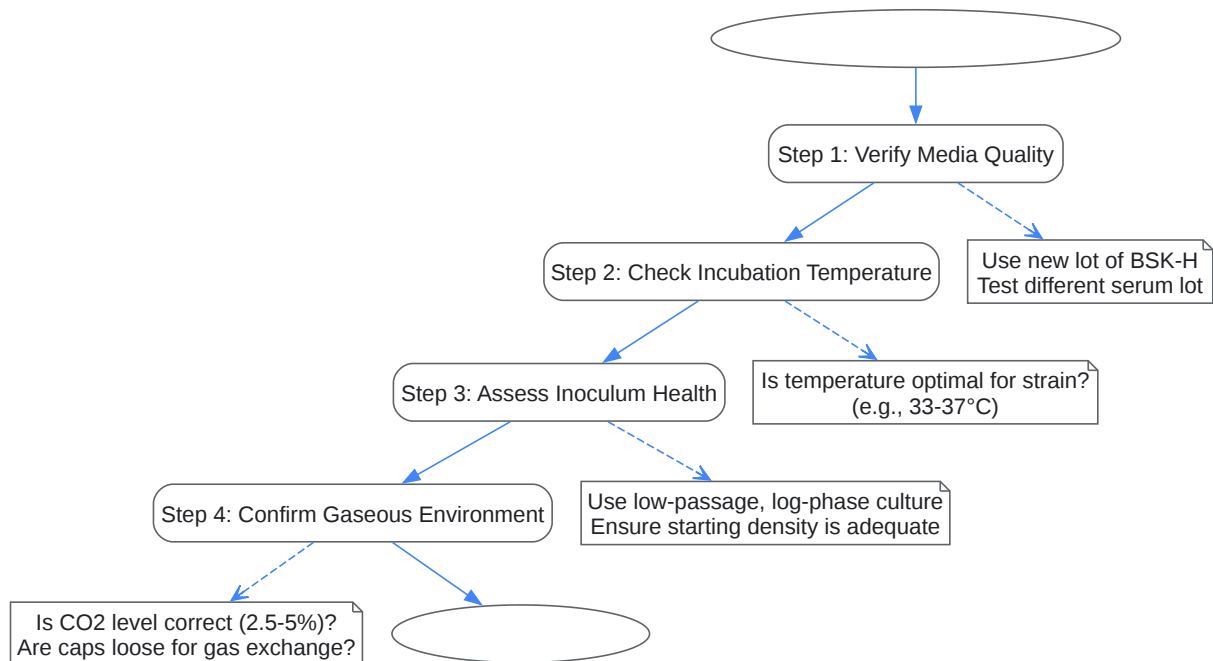 Step 1: Verify Media Quality
Use new lot of BSK-H
Test different serum lot
Step 2: Check Incubation Temperature
Is temperature optimal for strain?
(e.g., 33-37°C)
Step 3: Assess Inoculum Health
Use low-passage, log-phase culture
Ensure starting density is adequate
Step 4: Confirm Gaseous Environment
Is CO2 level correct (2.5-5%)?
Are caps loose for gas exchange?